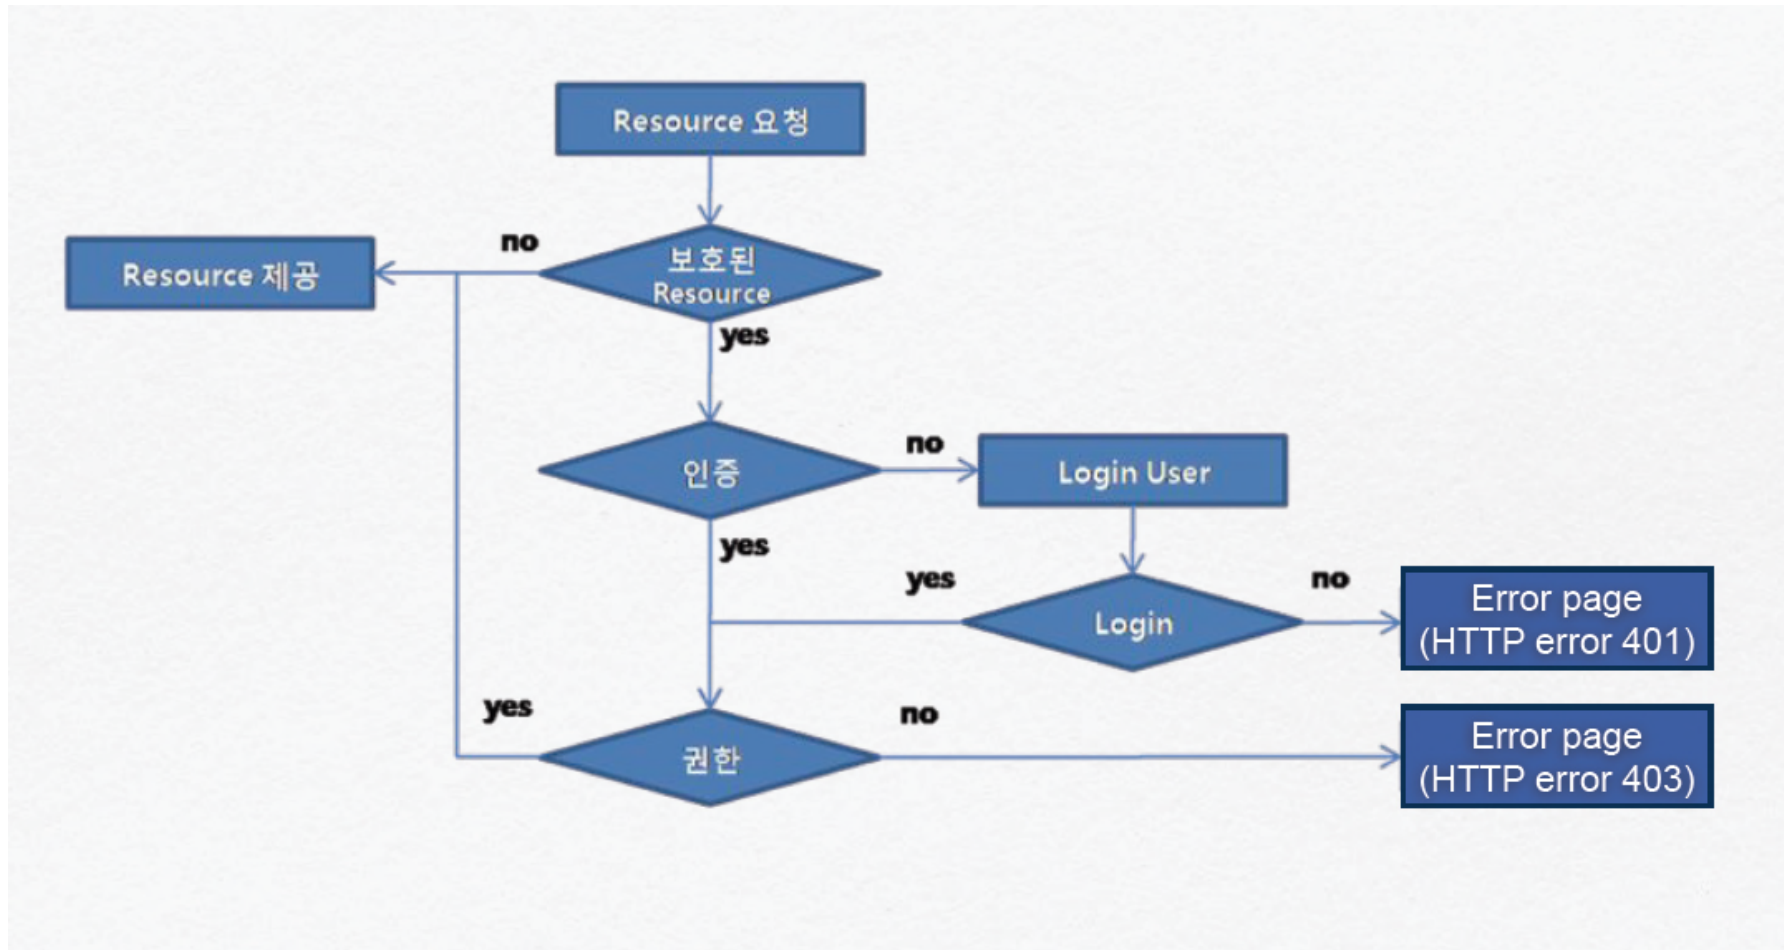 Resource 요청
no
보호된
Resource
Resource 제공
yes
인증
no
Login User
yes
yes
Login
no
Error page
(HTTP error 401)
yes
권한
no
Error page
(HTTP error 403)